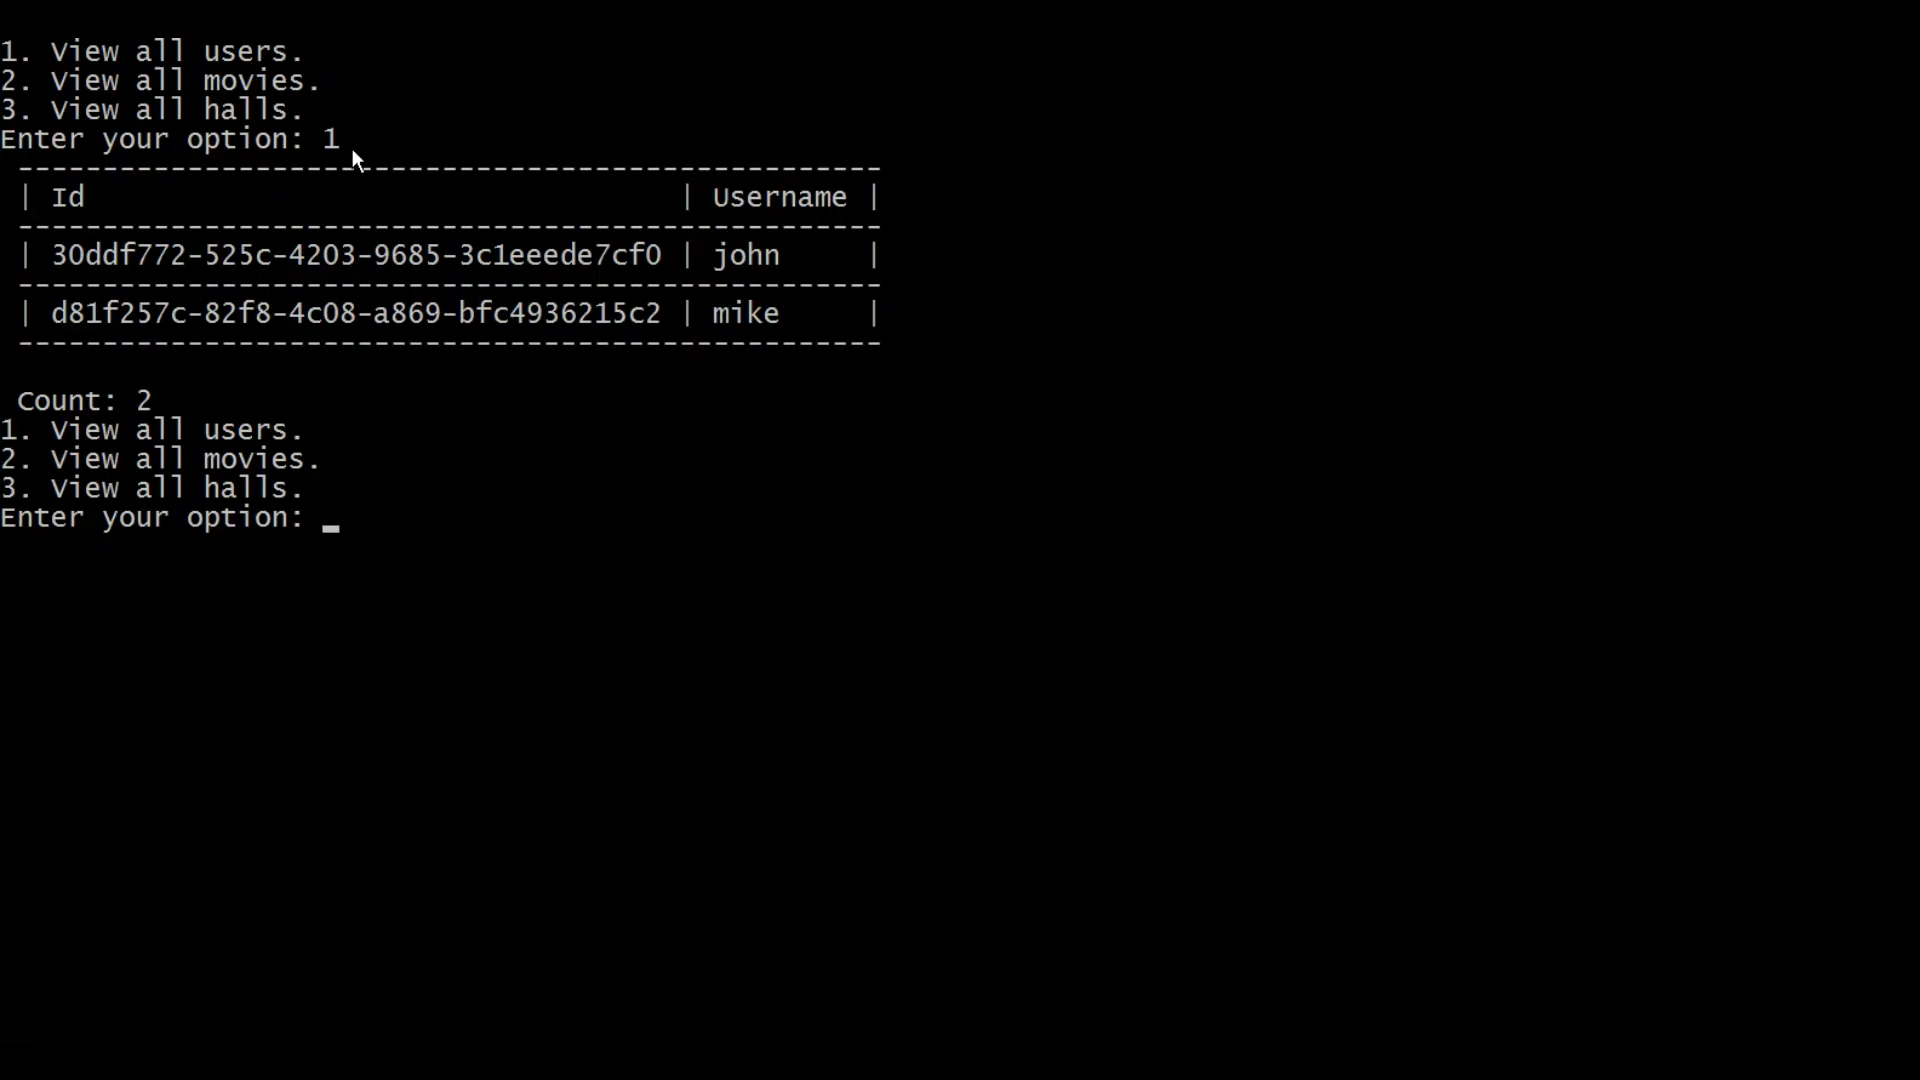 1. View all users.
2. View all movies.
3. View all halls.
Enter your option: 1
 ---------------------------------------------------
 | Id                                   | Username |
 ---------------------------------------------------
 | 30ddf772-525c-4203-9685-3c1eeede7cf0 | john     |
 ---------------------------------------------------
 | d81f257c-82f8-4c08-a869-bfc4936215c2 | mike     |
 ---------------------------------------------------

 Count: 2
1. View all users.
2. View all movies.
3. View all halls.
Enter your option: _